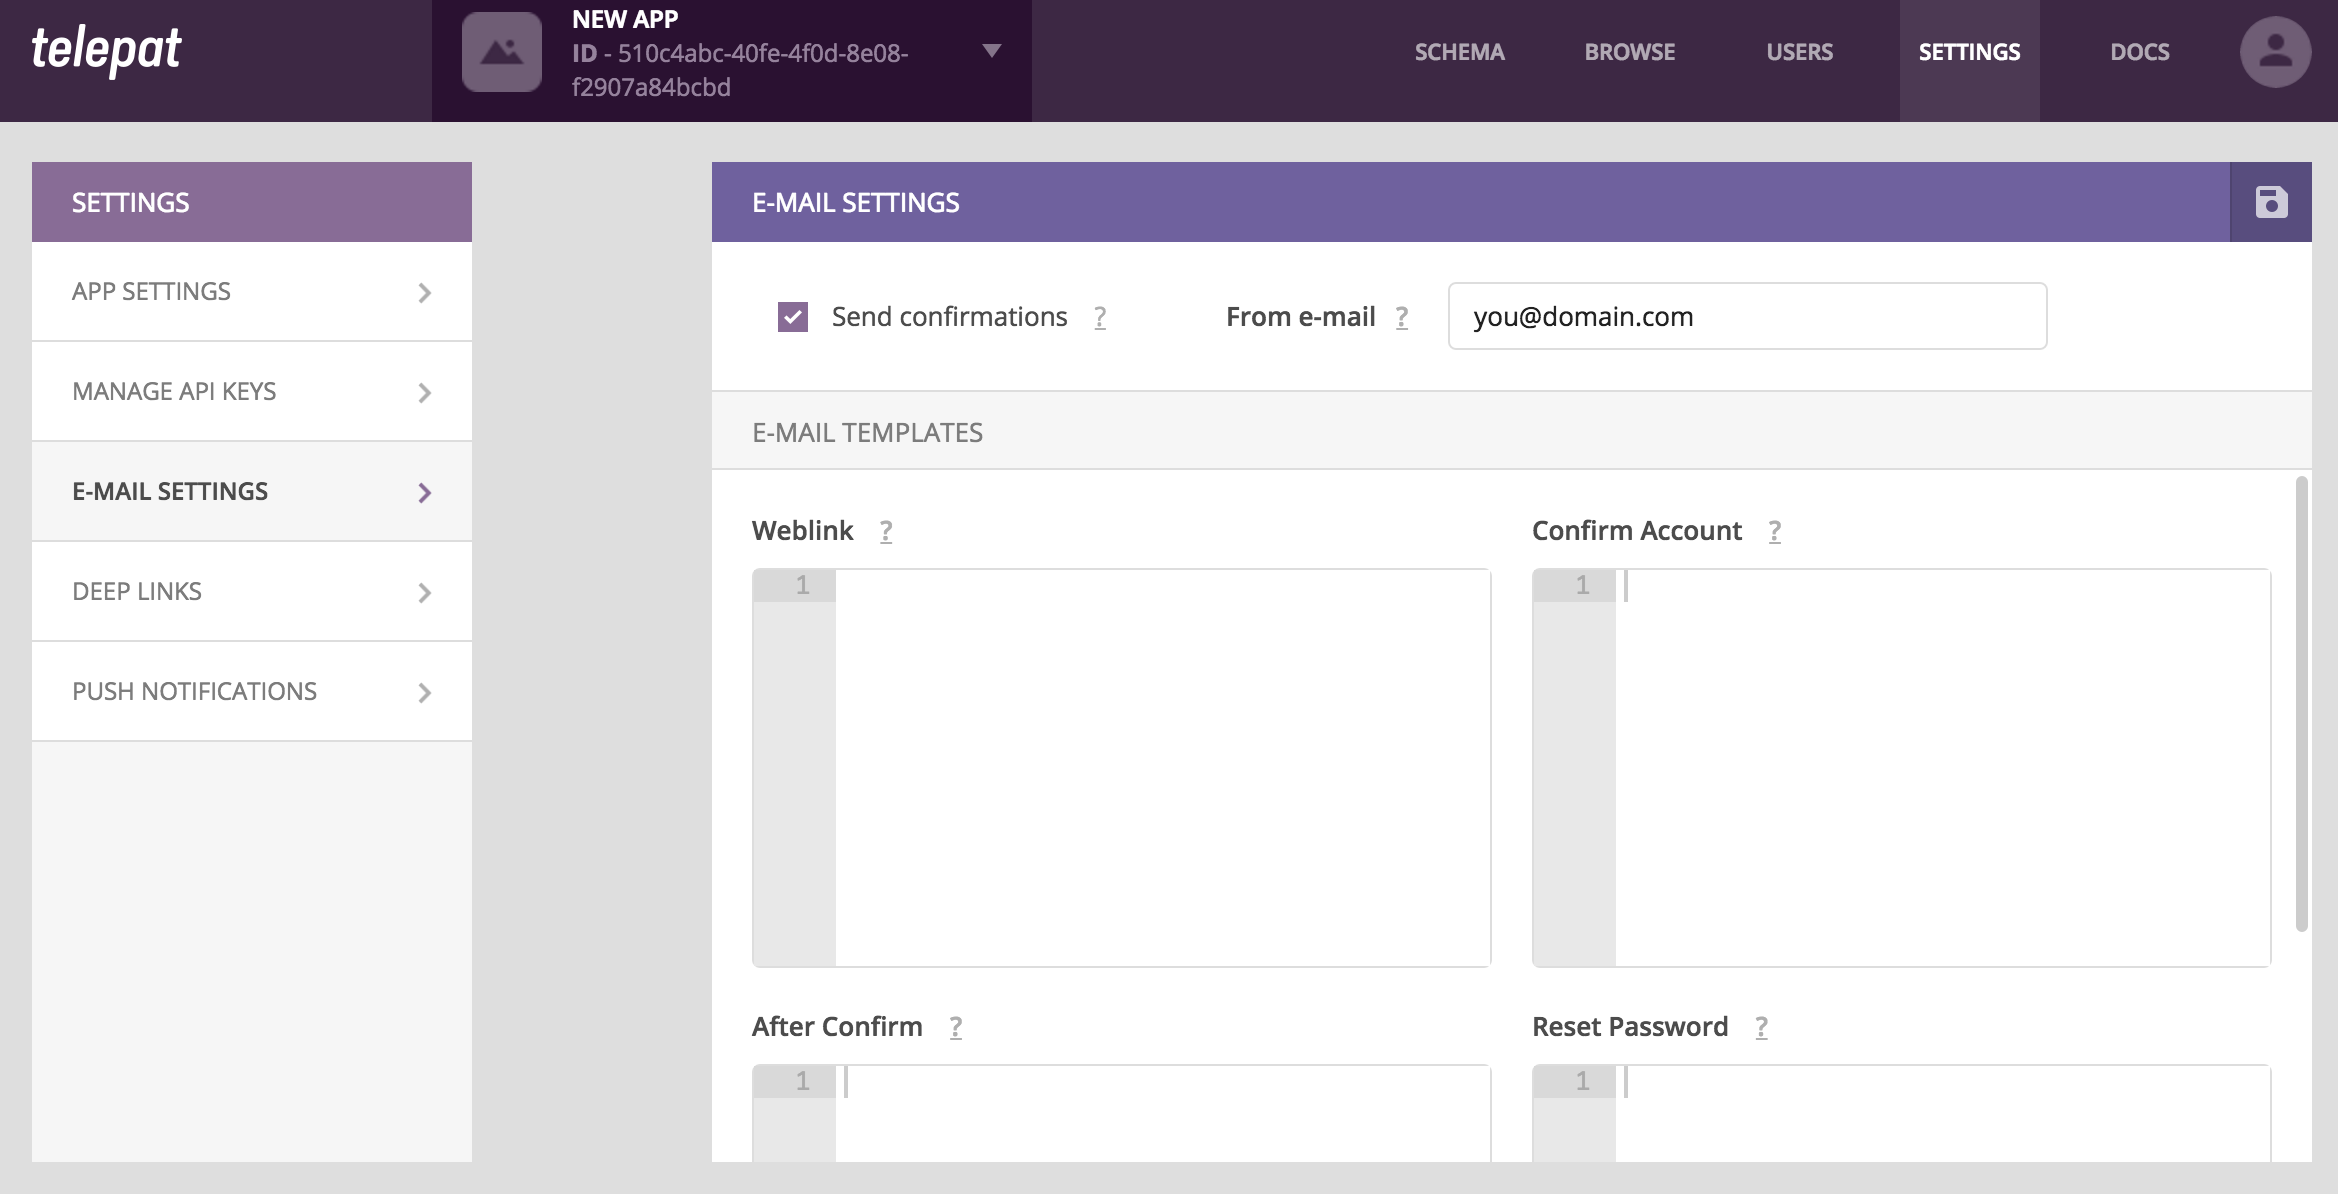 telepat
NEW APP
ID - 510c4abc-40fe-4f0d-8e08-
f2907a84bcbd
SCHEMA
BROWSE
USERS
SETTINGS
DOCS
SETTINGS
APP SETTINGS
MANAGE API KEYS
E-MAIL SETTINGS
DEEP LINKS
PUSH NOTIFICATIONS
E-MAIL SETTINGS
Send confirmations ?
From e-mail ?
you@domain.com
E-MAIL TEMPLATES
Weblink ?
1
Confirm Account ?
1
After Confirm ?
1
Reset Password ?
1